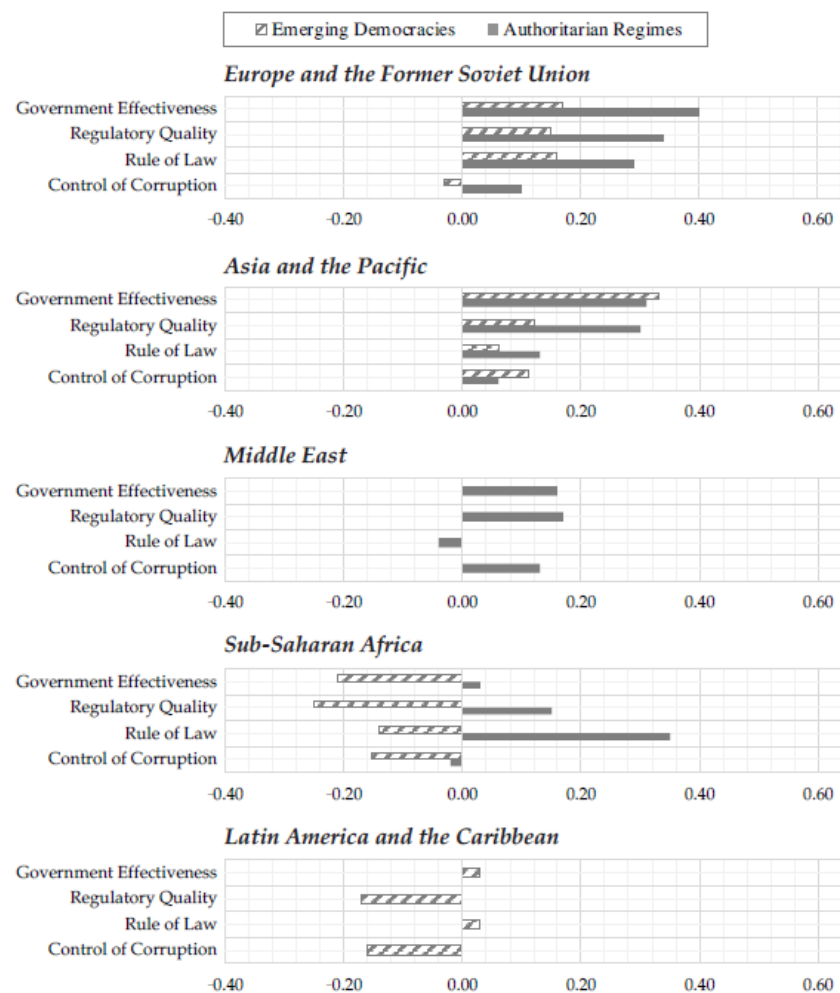 Emerging Democracies Authoritarian Regimes
Europe and the Former Soviet Union
Government Effectiveness
Regulatory Quality
Rule of Law
Control of Corruption
-0.40 -0.20 0.00 0.20 0.40 0.60
Asia and the Pacific
Government Effectiveness
Regulatory Quality
Rule of Law
Control of Corruption
-0.40 -0.20 0.00 0.20 0.40 0.60
Middle East
Government Effectiveness
Regulatory Quality
Rule of Law
Control of Corruption
-0.40 -0.20 0.00 0.20 0.40 0.60
Sub-Saharan Africa
Government Effectiveness
Regulatory Quality
Rule of Law
Control of Corruption
-0.40 -0.20 0.00 0.20 0.40 0.60
Latin America and the Caribbean
Government Effectiveness
Regulatory Quality
Rule of Law
Control of Corruption
-0.40 -0.20 0.00 0.20 0.40 0.60